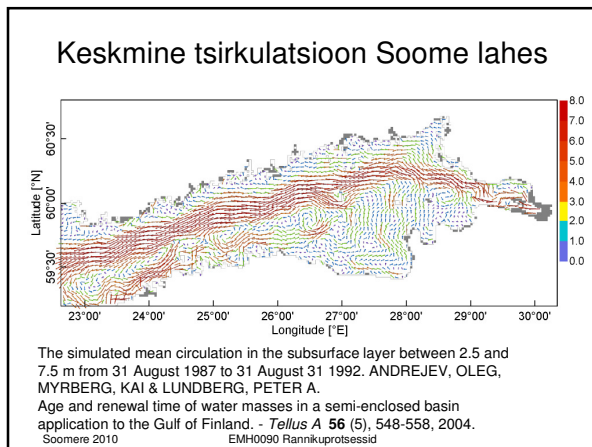 Keskmine tsirkulatsioon Soome lahes
8.0
7.0
6.0
5.0
4.0
3.0
2.0
1.0
0.0
Latitude [°N]
60°30'
60°00'
59°30'
23°00' 24°00' 25°00' 26°00' 27°00' 28°00' 29°00' 30°00'
Longitude [°E]
The simulated mean circulation in the subsurface layer between 2.5 and
7.5 m from 31 August 1987 to 31 August 31 1992. ANDREJEV, OLEG,
MYRBERG, KAI & LUNDBERG, PETER A.
Age and renewal time of water masses in a semi-enclosed basin
application to the Gulf of Finland. - Tellus A 56 (5), 548-558, 2004.
Soomere 2010 EMH0090 Rannikuprotsessid